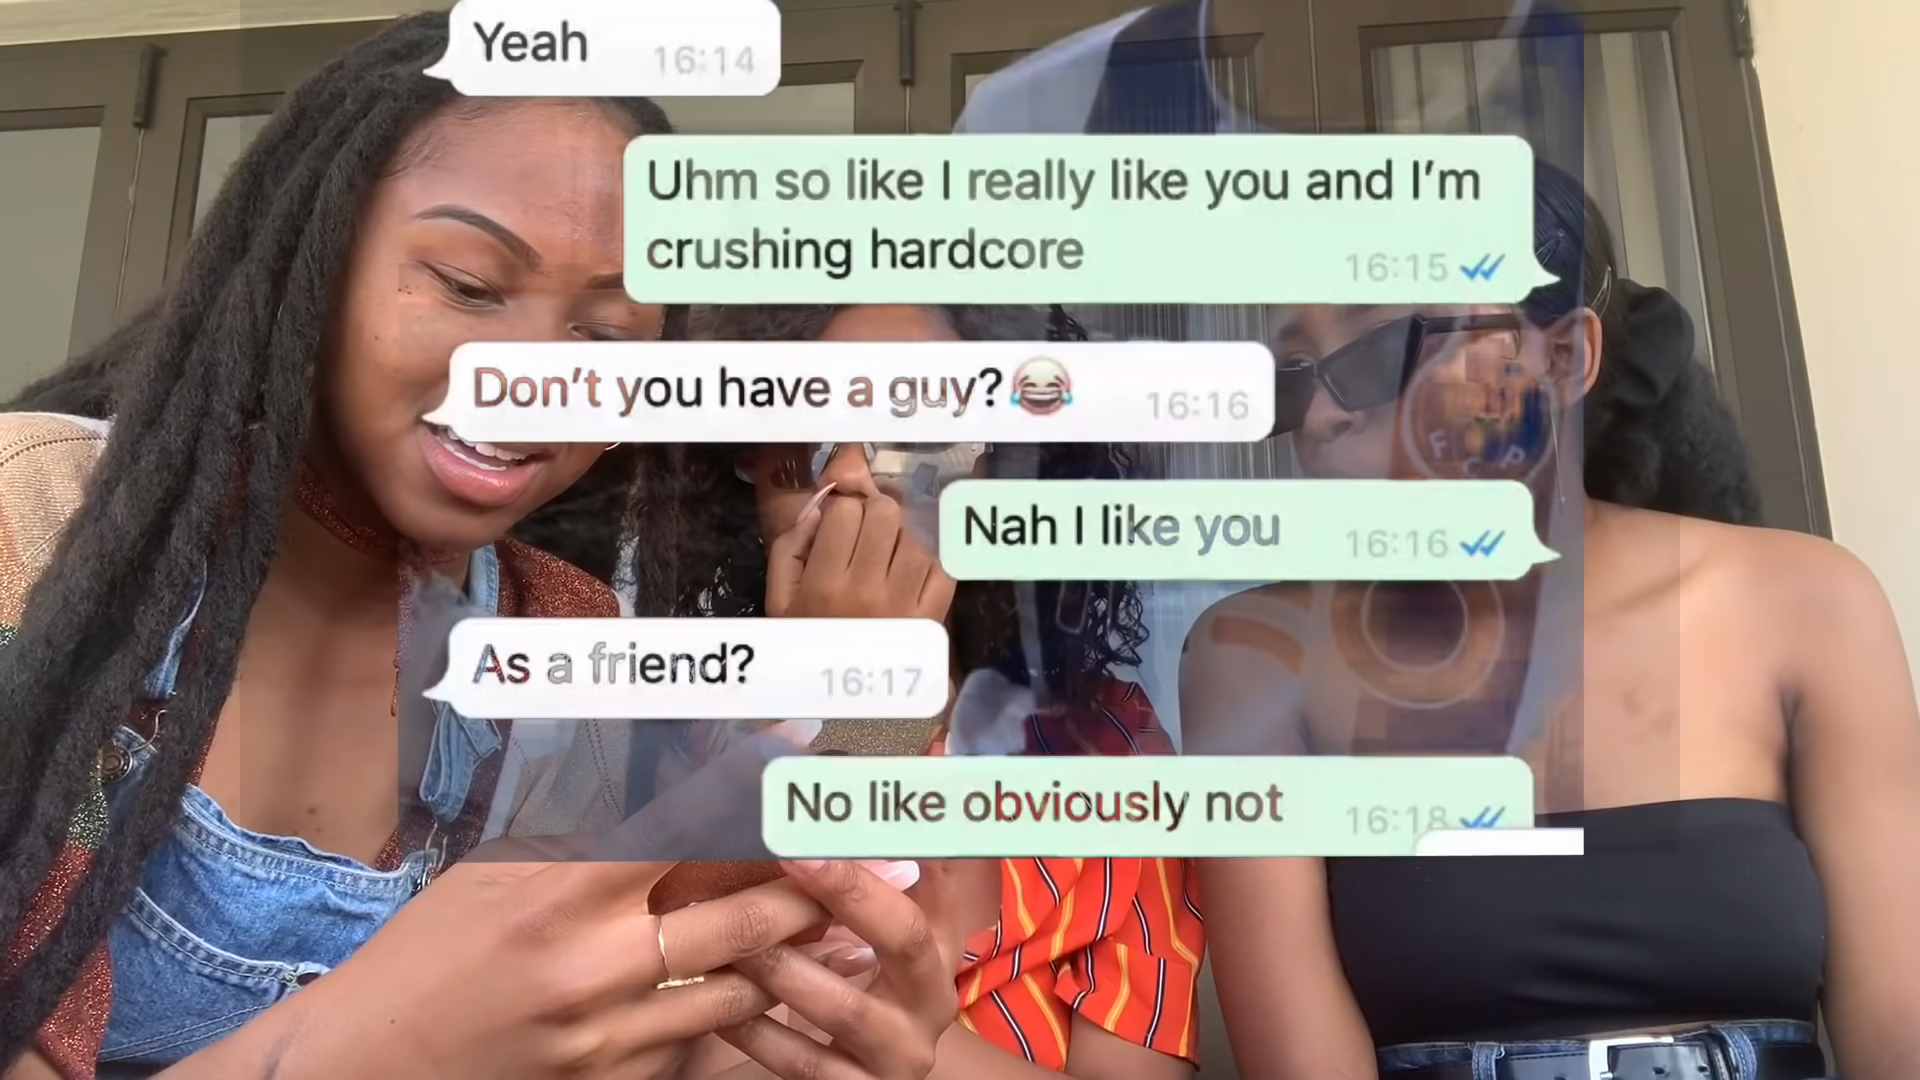 Yeah 16:14
Uhm so like I really like you and I'm
crushing hardcore 16:15
Don't you have a guy?😂 16:16
Nah I like you 16:16
As a friend? 16:17
No like obviously not 16:18
F C P